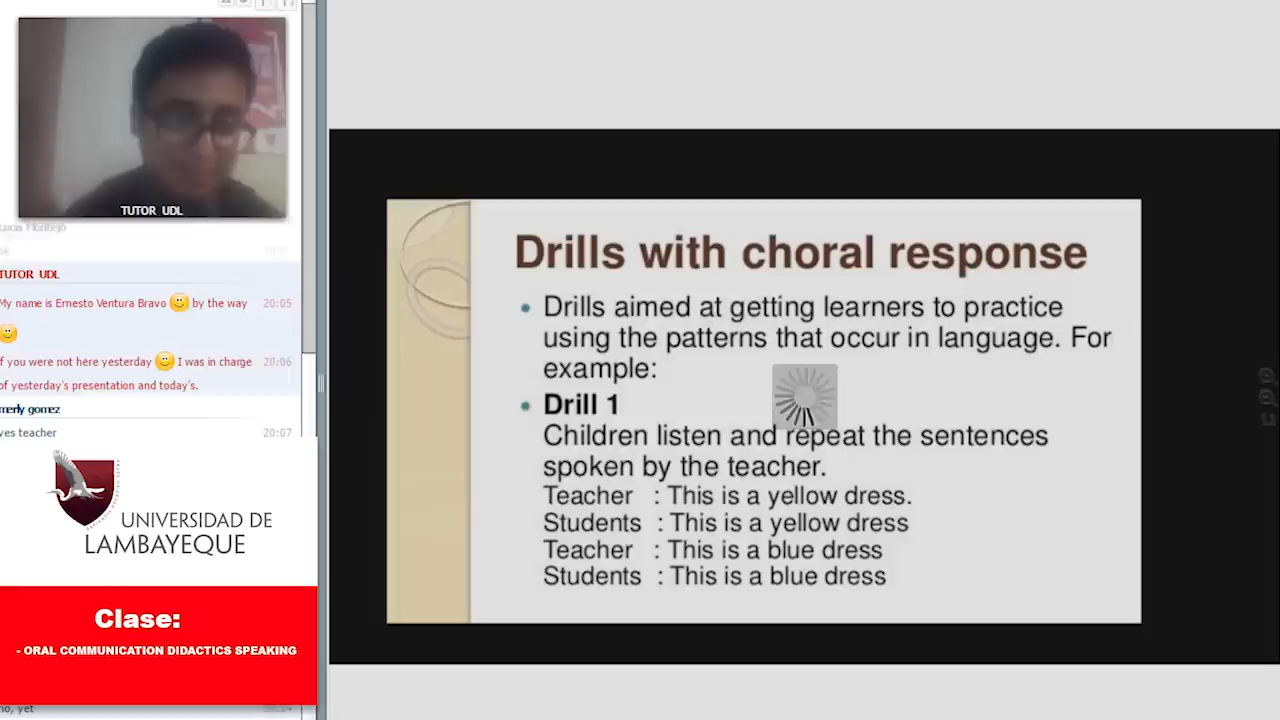 TUTOR UDL
TUTOR UDL
My name is Ernesto Ventura Bravo by the way 20:05
if you were not here yesterday I was in charge 20:06
of yesterday's presentation and today's.
merly gomez
yes teacher 20:07
UNIVERSIDAD DE
LAMBAYEQUE
Clase:
- ORAL COMMUNICATION DIDACTICS SPEAKING
no, yet
Drills with choral response
• Drills aimed at getting learners to practice
using the patterns that occur in language. For
example:
• Drill 1
Children listen and repeat the sentences
spoken by the teacher.
Teacher : This is a yellow dress.
Students : This is a yellow dress
Teacher : This is a blue dress
Students : This is a blue dress